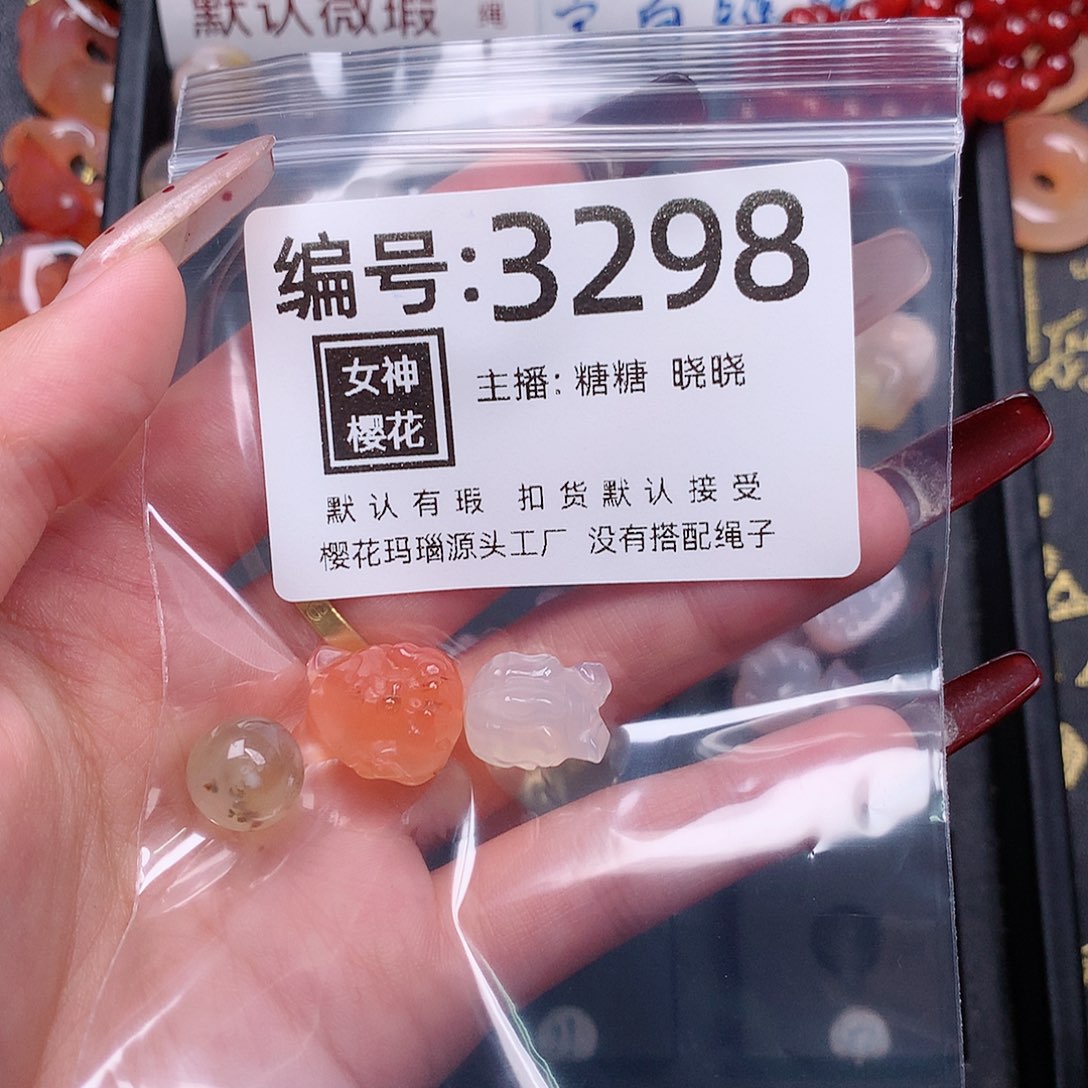 默认微瑕
绳
编号:3298
女神
樱花
主播: 糖糖 晓晓
默认有瑕 扣货默认接受
樱花玛瑙源头工厂 没有搭配绳子